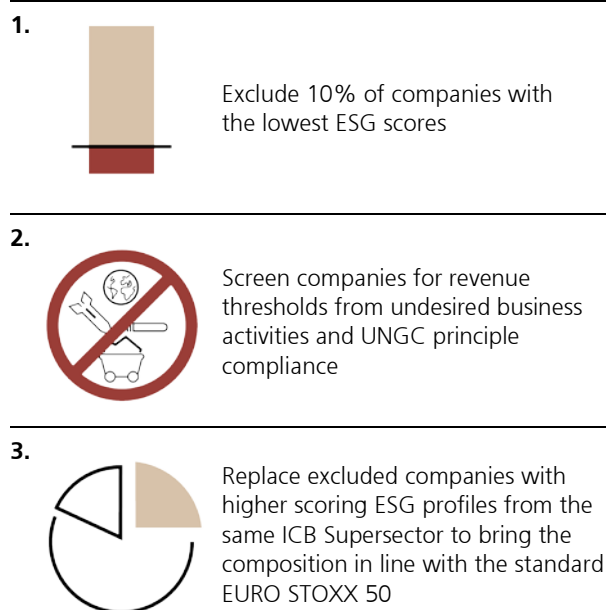 1.
Exclude 10% of companies with
the lowest ESG scores
2.
Screen companies for revenue
thresholds from undesired business
activities and UNGC principle
compliance
3.
Replace excluded companies with
higher scoring ESG profiles from the
same ICB Supersector to bring the
composition in line with the standard
EURO STOXX 50